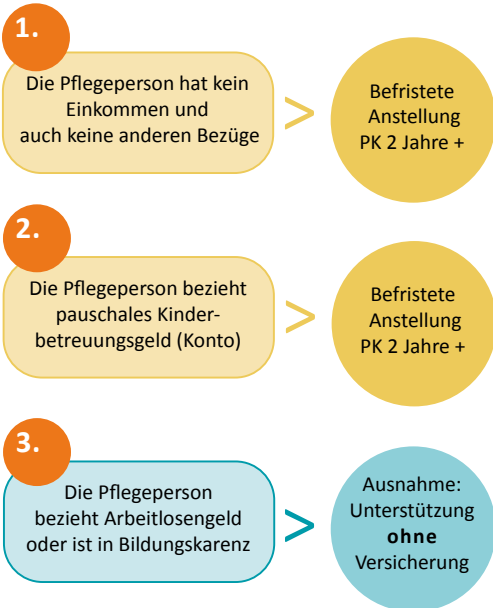 1.
Die Pflegeperson hat kein
Einkommen und
auch keine anderen Bezüge
>
Befristete
Anstellung
PK 2 Jahre +
2.
Die Pflegeperson bezieht
pauschales Kinder-
betreuungsgeld (Konto)
>
Befristete
Anstellung
PK 2 Jahre +
3.
Die Pflegeperson
bezieht Arbeitlosengeld
oder ist in Bildungskarenz
>
Ausnahme:
Unterstützung
ohne
Versicherung